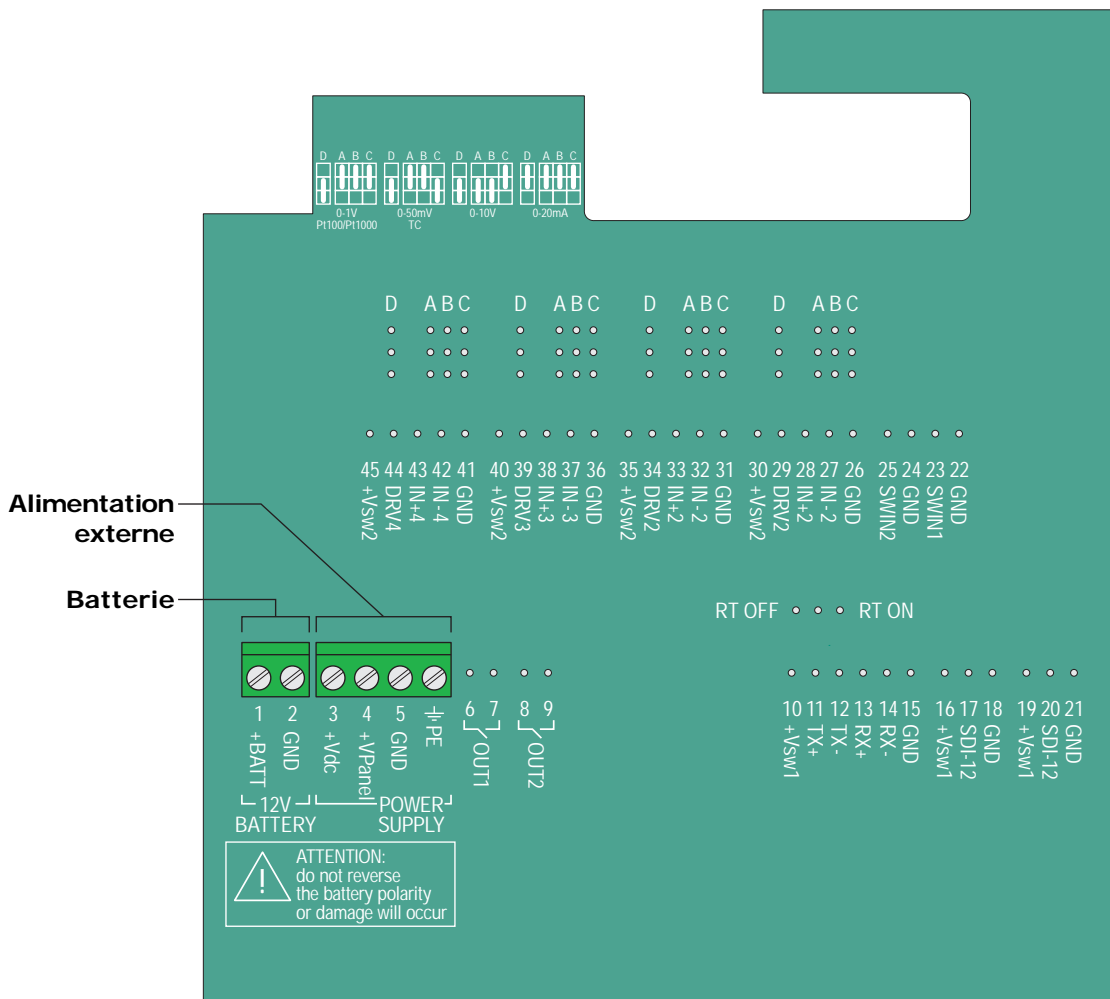 D A B C D A B C D A B C D A B C
0-1V 0-50mV 0-10V 0-20mA
Pt100/Pt1000 TC
D A B C D A B C D A B C D A B C
45 44 43 42 41 40 39 38 37 36 35 34 33 32 31 30 29 28 27 26 25 24 23 22
+Vsw2 DRV4 IN+4 IN-4 GND +Vsw2 DRV3 IN+3 IN-3 GND +Vsw2 DRV2 IN+2 IN-2 GND +Vsw2 DRV2 IN+2 IN-2 GND SWIN2 GND SWIN1 GND
Alimentation
externe
Batterie
RT OFF RT ON
1 2 3 4 5 PE 6 7 8 9
+BATT GND +Vdc +VPanel GND OUT1 OUT2
10 11 12 13 14 15 16 17 18 19 20 21
+Vsw1 TX+ TX- RX+ RX- GND +Vsw1 SDI-12 GND +Vsw1 SDI-12 GND
12V POWER
BATTERY SUPPLY
ATTENTION:
do not reverse
the battery polarity
or damage will occur